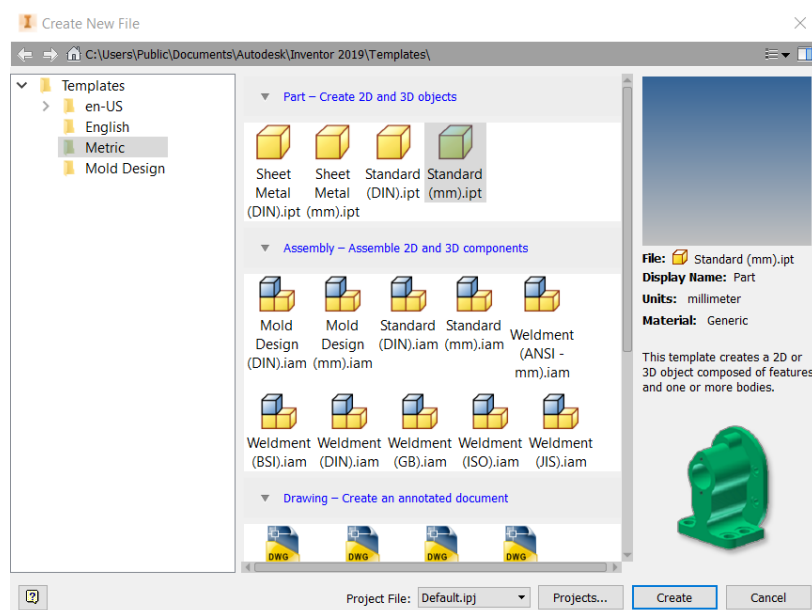 Create New File
C:\Users\Public\Documents\Autodesk\Inventor 2019\Templates\
Templates
en-US
English
Metric
Mold Design
Part – Create 2D and 3D objects
Sheet Metal (DIN).ipt
Sheet Metal (mm).ipt
Standard (DIN).ipt
Standard (mm).ipt
Assembly – Assemble 2D and 3D components
Mold Design (DIN).iam
Mold Design (mm).iam
Standard (DIN).iam
Standard (mm).iam
Weldment (ANSI - mm).iam
Weldment (BSI).iam
Weldment (DIN).iam
Weldment (GB).iam
Weldment (ISO).iam
Weldment (JIS).iam
Drawing – Create an annotated document
DWG DWG DWG DWG
File: Standard (mm).ipt
Display Name: Part
Units: millimeter
Material: Generic
This template creates a 2D or
3D object composed of features
and one or more bodies.
?
Project File: Default.ipj
Projects...
Create
Cancel